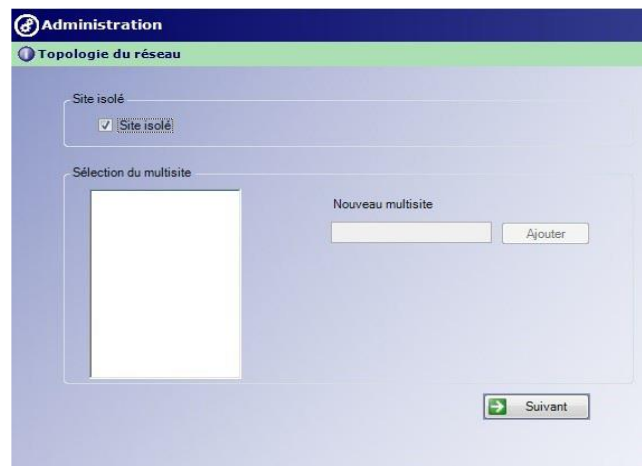 Administration
Topologie du réseau
Site isolé
Site isolé
Sélection du multisite
Nouveau multisite
Ajouter
Suivant